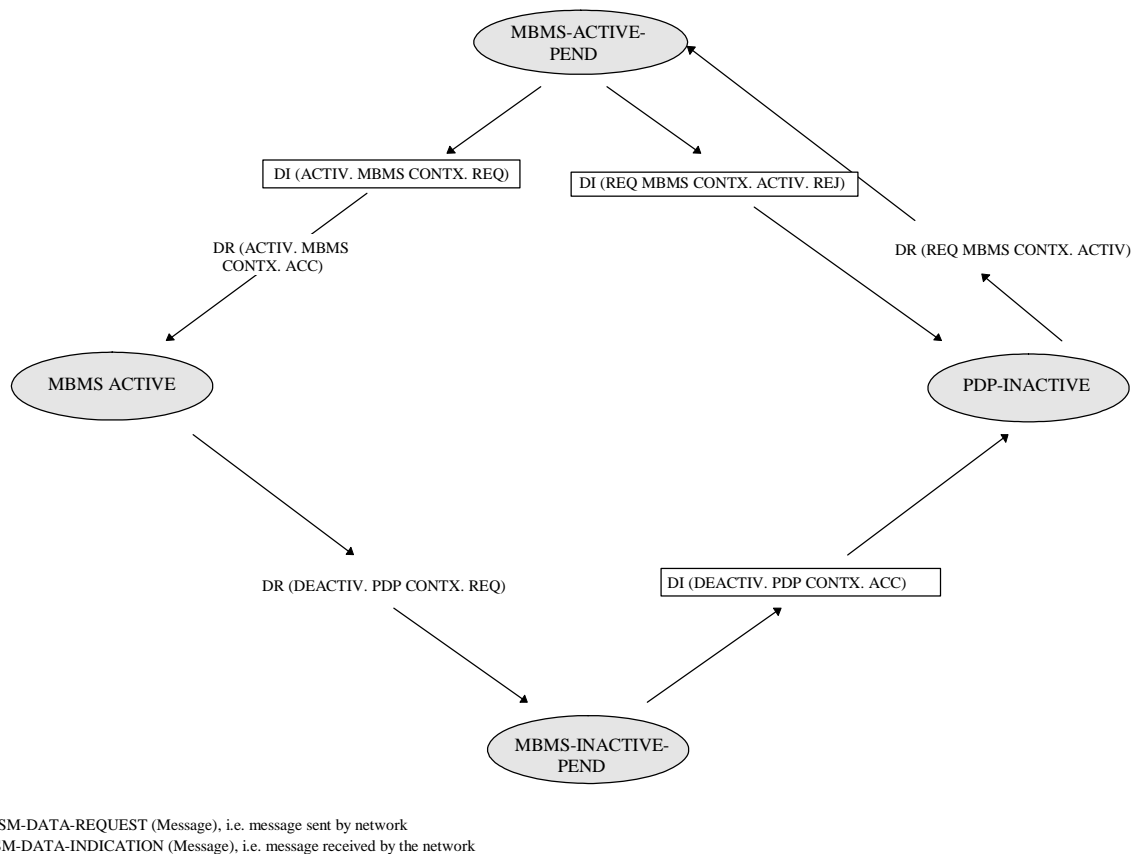 MBMS-ACTIVE-
PEND
DI (ACTIV. MBMS CONTX. REQ)
DI (REQ MBMS CONTX. ACTIV. REJ)
DR (ACTIV. MBMS
CONTX. ACC)
DR (REQ MBMS CONTX. ACTIV)
MBMS ACTIVE
PDP-INACTIVE
DR (DEACTIV. PDP CONTX. REQ)
DI (DEACTIV. PDP CONTX. ACC)
MBMS-INACTIVE-
PEND
SM-DATA-REQUEST (Message), i.e. message sent by network
SM-DATA-INDICATION (Message), i.e. message received by the network